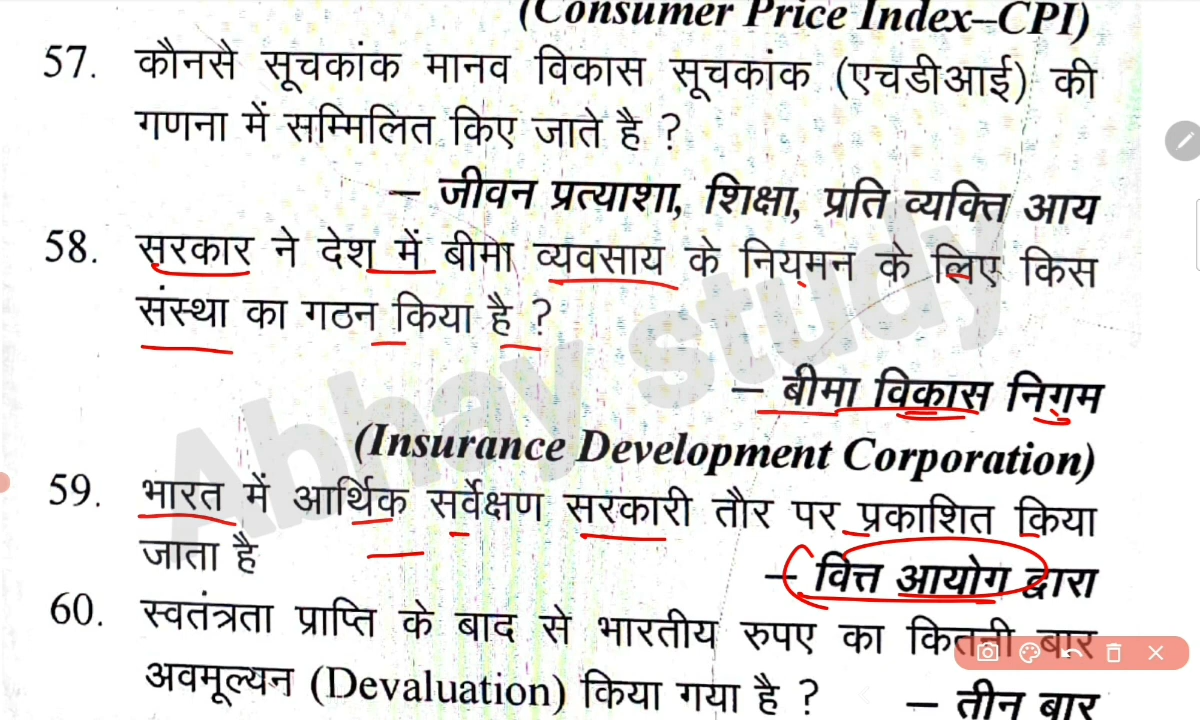 (Consumer Price Index–CPI)
57. कौनसे सूचकांक मानव विकास सूचकांक (एचडीआई) की
गणना में सम्मिलित किए जाते है ?
– जीवन प्रत्याशा, शिक्षा, प्रति व्यक्ति आय
58. सरकार ने देश में बीमा व्यवसाय के नियमन के लिए किस
संस्था का गठन किया है ?
– बीमा विकास निगम
(Insurance Development Corporation)
59. भारत में आर्थिक सर्वेक्षण सरकारी तौर पर प्रकाशित किया
जाता है
– वित्त आयोग द्वारा
60. स्वतंत्रता प्राप्ति के बाद से भारतीय रुपए का कितनी बार
अवमूल्यन (Devaluation) किया गया है ? – तीन बार
Abhay study